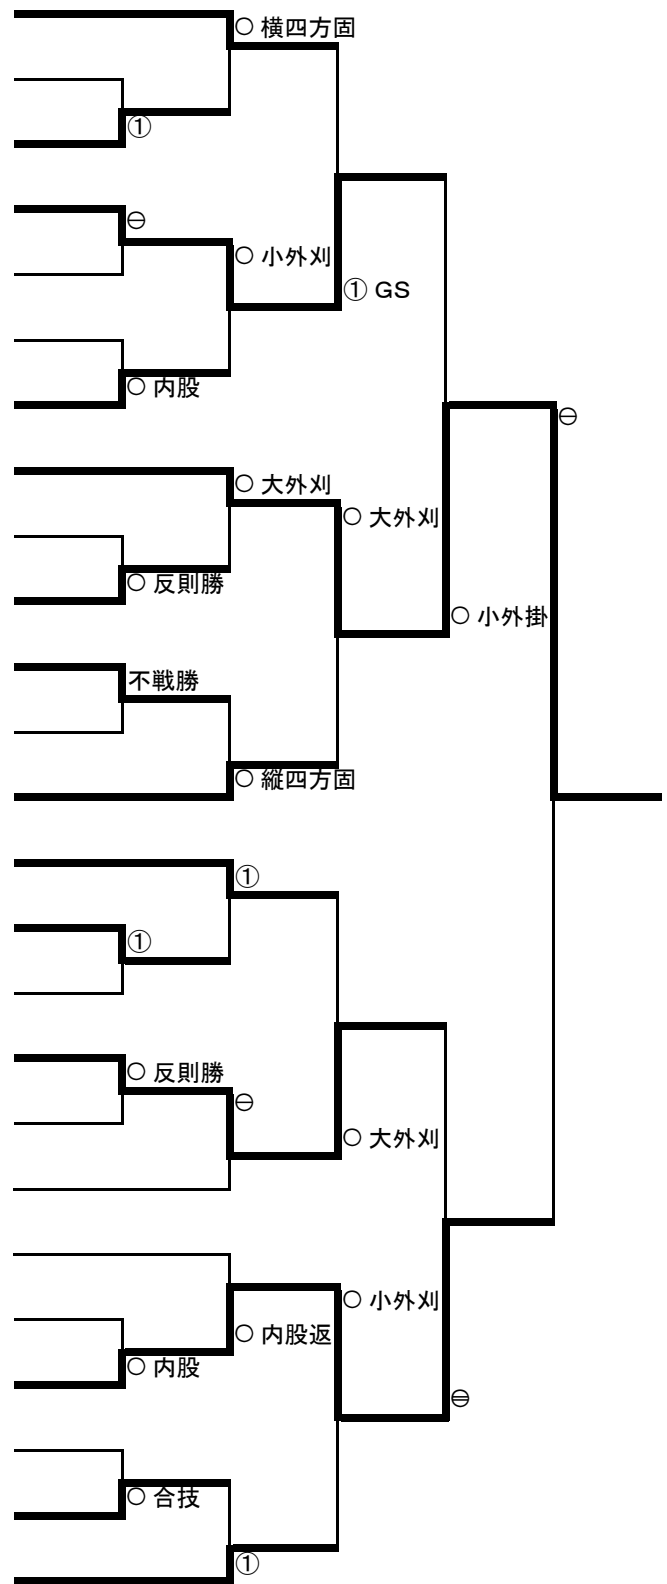 ○ 横四方固
①
⊖
○ 小外刈
① GS
○ 内股
⊖
○ 大外刈
○ 大外刈
○ 反則勝
○ 小外掛
不戦勝
○ 縦四方固
①
①
○ 反則勝
⊖
○ 大外刈
○ 小外刈
○ 内股返
○ 内股
⊜
○ 合技
①